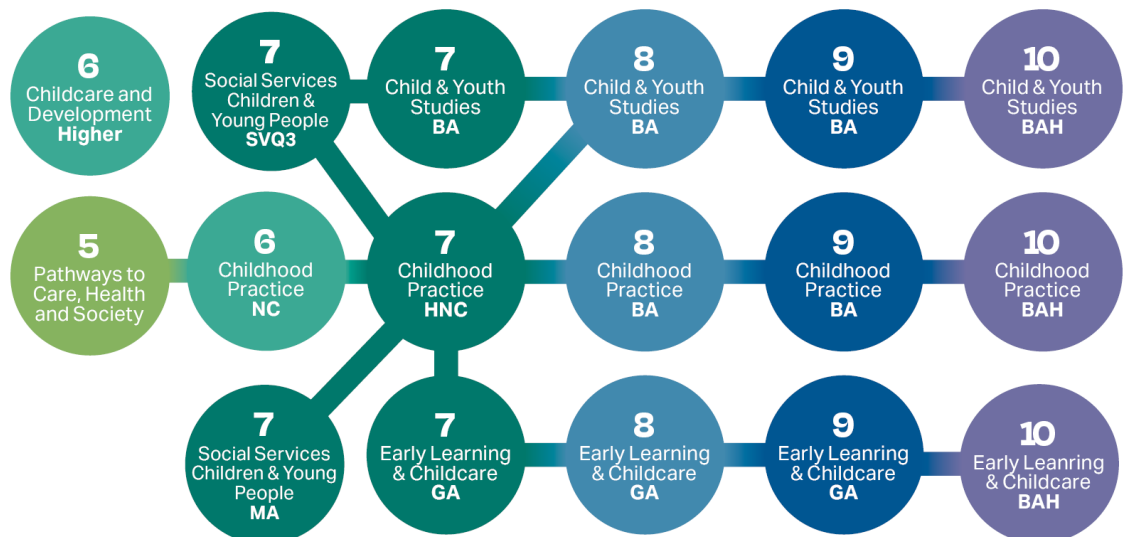 6
Childcare and
Development
Higher
7
Social Services
Children &
Young People
SVQ3
7
Child & Youth
Studies
BA
8
Child & Youth
Studies
BA
9
Child & Youth
Studies
BA
10
Child & Youth
Studies
BAH
5
Pathways to
Care, Health
and Society
6
Childhood
Practice
NC
7
Childhood
Practice
HNC
8
Childhood
Practice
BA
9
Childhood
Practice
BA
10
Childhood
Practice
BAH
7
Social Services
Children & Young
People
MA
7
Early Learning
& Childcare
GA
8
Early Learning
& Childcare
GA
9
Early Leanring
& Childcare
GA
10
Early Leanring
& Childcare
BAH